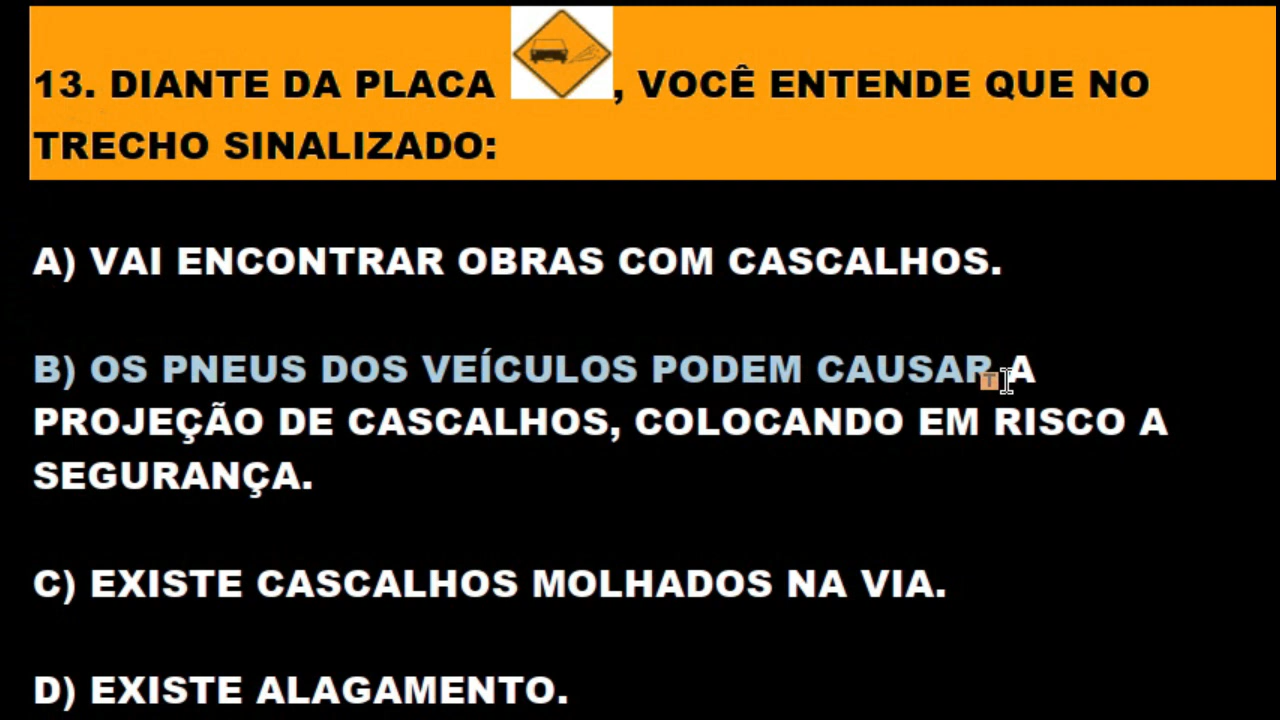 13. DIANTE DA PLACA , VOCÊ ENTENDE QUE NO
TRECHO SINALIZADO:
A) VAI ENCONTRAR OBRAS COM CASCALHOS.
B) OS PNEUS DOS VEÍCULOS PODEM CAUSAR A
PROJEÇÃO DE CASCALHOS, COLOCANDO EM RISCO A
SEGURANÇA.
C) EXISTE CASCALHOS MOLHADOS NA VIA.
D) EXISTE ALAGAMENTO.